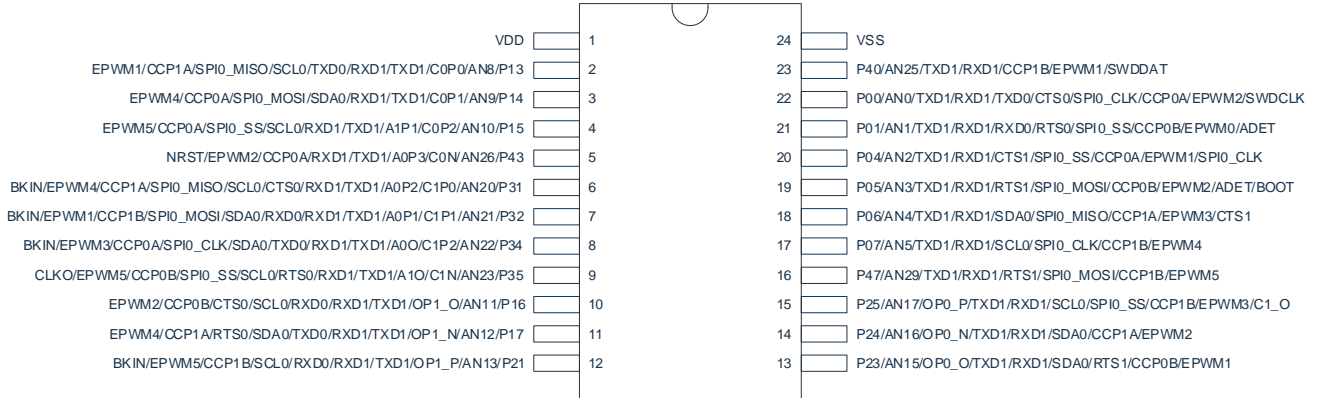 VDD 1 24 VSS
EPWM1/CCP1A/SPI0_MISO/SCL0/TXD0/RXD1/TXD1/C0P0/AN8/P13 2 23 P40/AN25/TXD1/RXD1/CCP1B/EPWM1/SWDDAT
EPWM4/CCP0A/SPI0_MOSI/SDA0/RXD1/TXD1/C0P1/AN9/P14 3 22 P00/AN0/TXD1/RXD1/TXD0/CTS0/SPI0_CLK/CCP0A/EPWM2/SWDCLK
EPWM5/CCP0A/SPI0_SS/SCL0/RXD1/TXD1/A1P1/C0P2/AN10/P15 4 21 P01/AN1/TXD1/RXD1/RXD0/RTS0/SPI0_SS/CCP0B/EPWM0/ADET
NRST/EPWM2/CCP0A/RXD1/TXD1/A0P3/C0N/AN26/P43 5 20 P04/AN2/TXD1/RXD1/CTS1/SPI0_SS/CCP0A/EPWM1/SPI0_CLK
BKIN/EPWM4/CCP1A/SPI0_MISO/SCL0/CTS0/RXD1/TXD1/A0P2/C1P0/AN20/P31 6 19 P05/AN3/TXD1/RXD1/RTS1/SPI0_MOSI/CCP0B/EPWM2/ADET/BOOT
BKIN/EPWM1/CCP1B/SPI0_MOSI/SDA0/RXD0/RXD1/TXD1/A0P1/C1P1/AN21/P32 7 18 P06/AN4/TXD1/RXD1/SDA0/SPI0_MISO/CCP1A/EPWM3/CTS1
BKIN/EPWM3/CCP0A/SPI0_CLK/SDA0/TXD0/RXD1/TXD1/A0O/C1P2/AN22/P34 8 17 P07/AN5/TXD1/RXD1/SCL0/SPI0_CLK/CCP1B/EPWM4
CLKO/EPWM5/CCP0B/SPI0_SS/SCL0/RTS0/RXD1/TXD1/A1O/C1N/AN23/P35 9 16 P47/AN29/TXD1/RXD1/RTS1/SPI0_MOSI/CCP1B/EPWM5
EPWM2/CCP0B/CTS0/SCL0/RXD0/RXD1/TXD1/OP1_O/AN11/P16 10 15 P25/AN17/OP0_P/TXD1/RXD1/SCL0/SPI0_SS/CCP1B/EPWM3/C1_O
EPWM4/CCP1A/RTS0/SDA0/TXD0/RXD1/TXD1/OP1_N/AN12/P17 11 14 P24/AN16/OP0_N/TXD1/RXD1/SDA0/CCP1A/EPWM2
BKIN/EPWM5/CCP1B/SCL0/RXD0/RXD1/TXD1/OP1_P/AN13/P21 12 13 P23/AN15/OP0_O/TXD1/RXD1/SDA0/RTS1/CCP0B/EPWM1